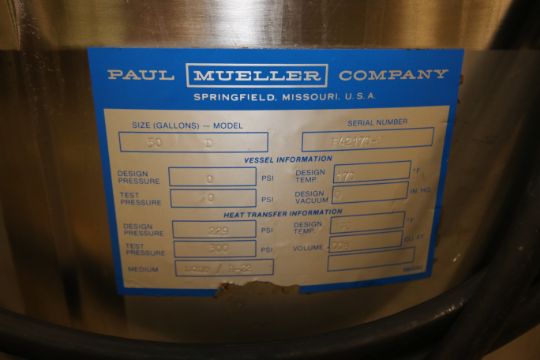 PAUL MUELLER COMPANY
SPRINGFIELD, MISSOURI, U.S.A.
SIZE (GALLONS) — MODEL SERIAL NUMBER
50 D
VESSEL INFORMATION
DESIGN PRESSURE 0 PSI DESIGN TEMP. °F
TEST PRESSURE 0 PSI DESIGN VACUUM IN. HG.
HEAT TRANSFER INFORMATION
DESIGN PRESSURE 229 PSI DESIGN TEMP. °F
TEST PRESSURE 300 PSI VOLUME CU. FT.
MEDIUM / R-22